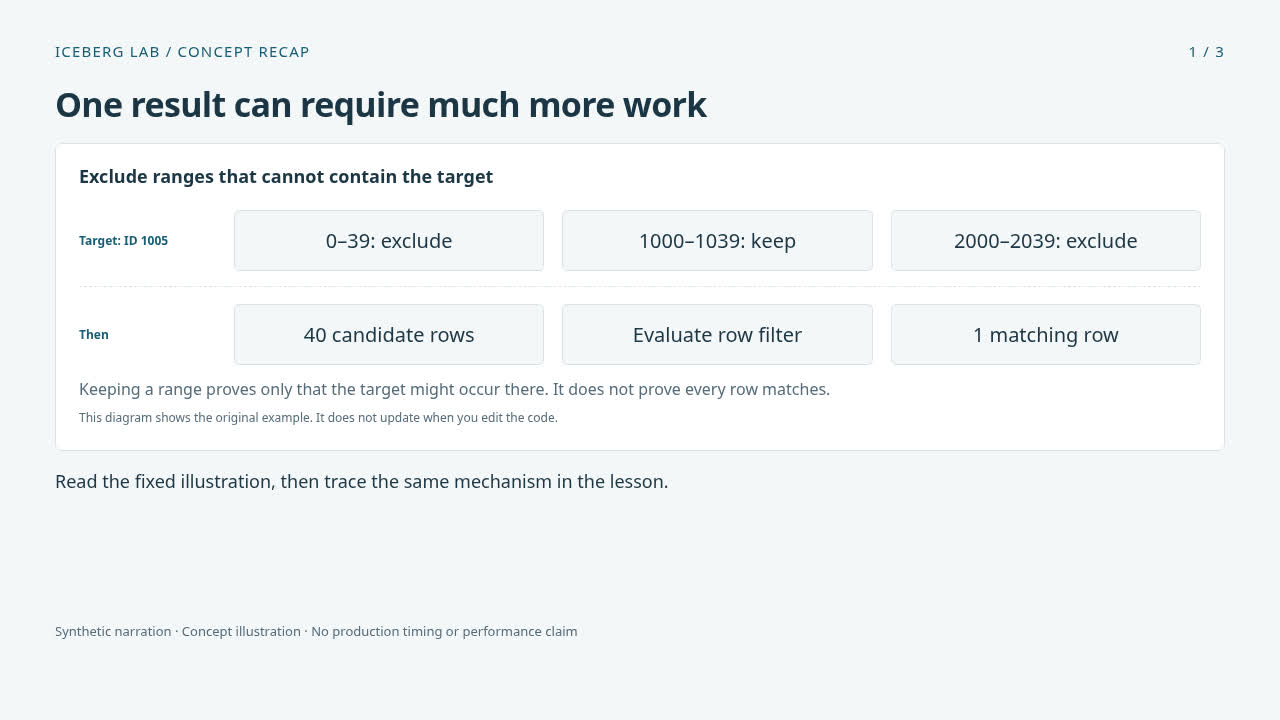 ICEBERG LAB / CONCEPT RECAP
1 / 3
One result can require much more work
Exclude ranges that cannot contain the target
Target: ID 1005
0–39: exclude
1000–1039: keep
2000–2039: exclude
Then
40 candidate rows
Evaluate row filter
1 matching row
Keeping a range proves only that the target might occur there. It does not prove every row matches.
This diagram shows the original example. It does not update when you edit the code.
Read the fixed illustration, then trace the same mechanism in the lesson.
Synthetic narration · Concept illustration · No production timing or performance claim